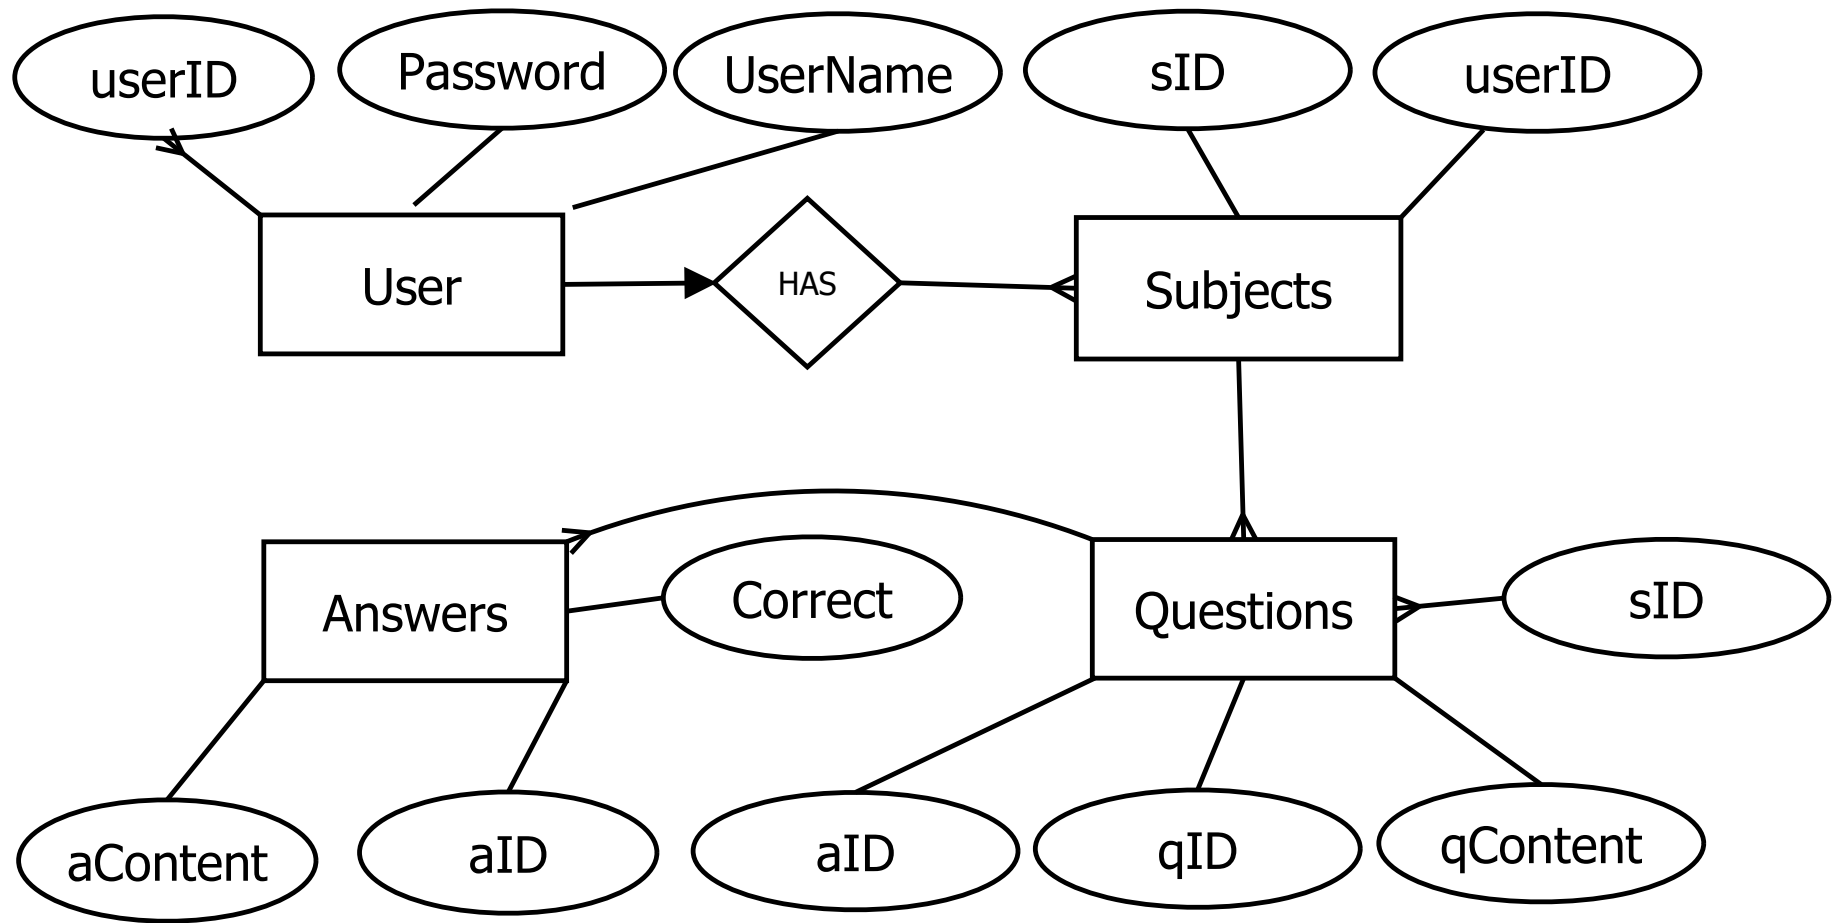 userID
Password
UserName
sID
userID
User
HAS
Subjects
Answers
Correct
Questions
sID
aContent
aID
aID
qID
qContent